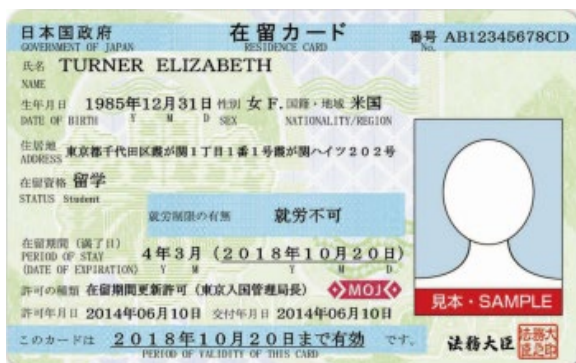 日本国政府 在留カード 番号 AB12345678CD
GOVERNMENT OF JAPAN RESIDENCE CARD No.
氏名 TURNER ELIZABETH
NAME
生年月日 1985年12月31日 性別 女 F. 国籍・地域 米国
DATE OF BIRTH Y M D SEX NATIONALITY/REGION
住居地 東京都千代田区霞が関1丁目1番1号霞が関ハイツ202号
ADDRESS
在留資格 留学
STATUS Student
就労制限の有無 就労不可
在留期間(満了日) 4年3月(2018年10月20日)
PERIOD OF STAY
(DATE OF EXPIRATION) Y M Y M D
許可の種類 在留期間更新許可(東京入国管理局長) MOJ
見本・SAMPLE
許可年月日 2014年06月10日 交付年月日 2014年06月10日
このカードは 2018年10月20日まで有効 です。
PERIOD OF VALIDITY OF THIS CARD
法務大臣